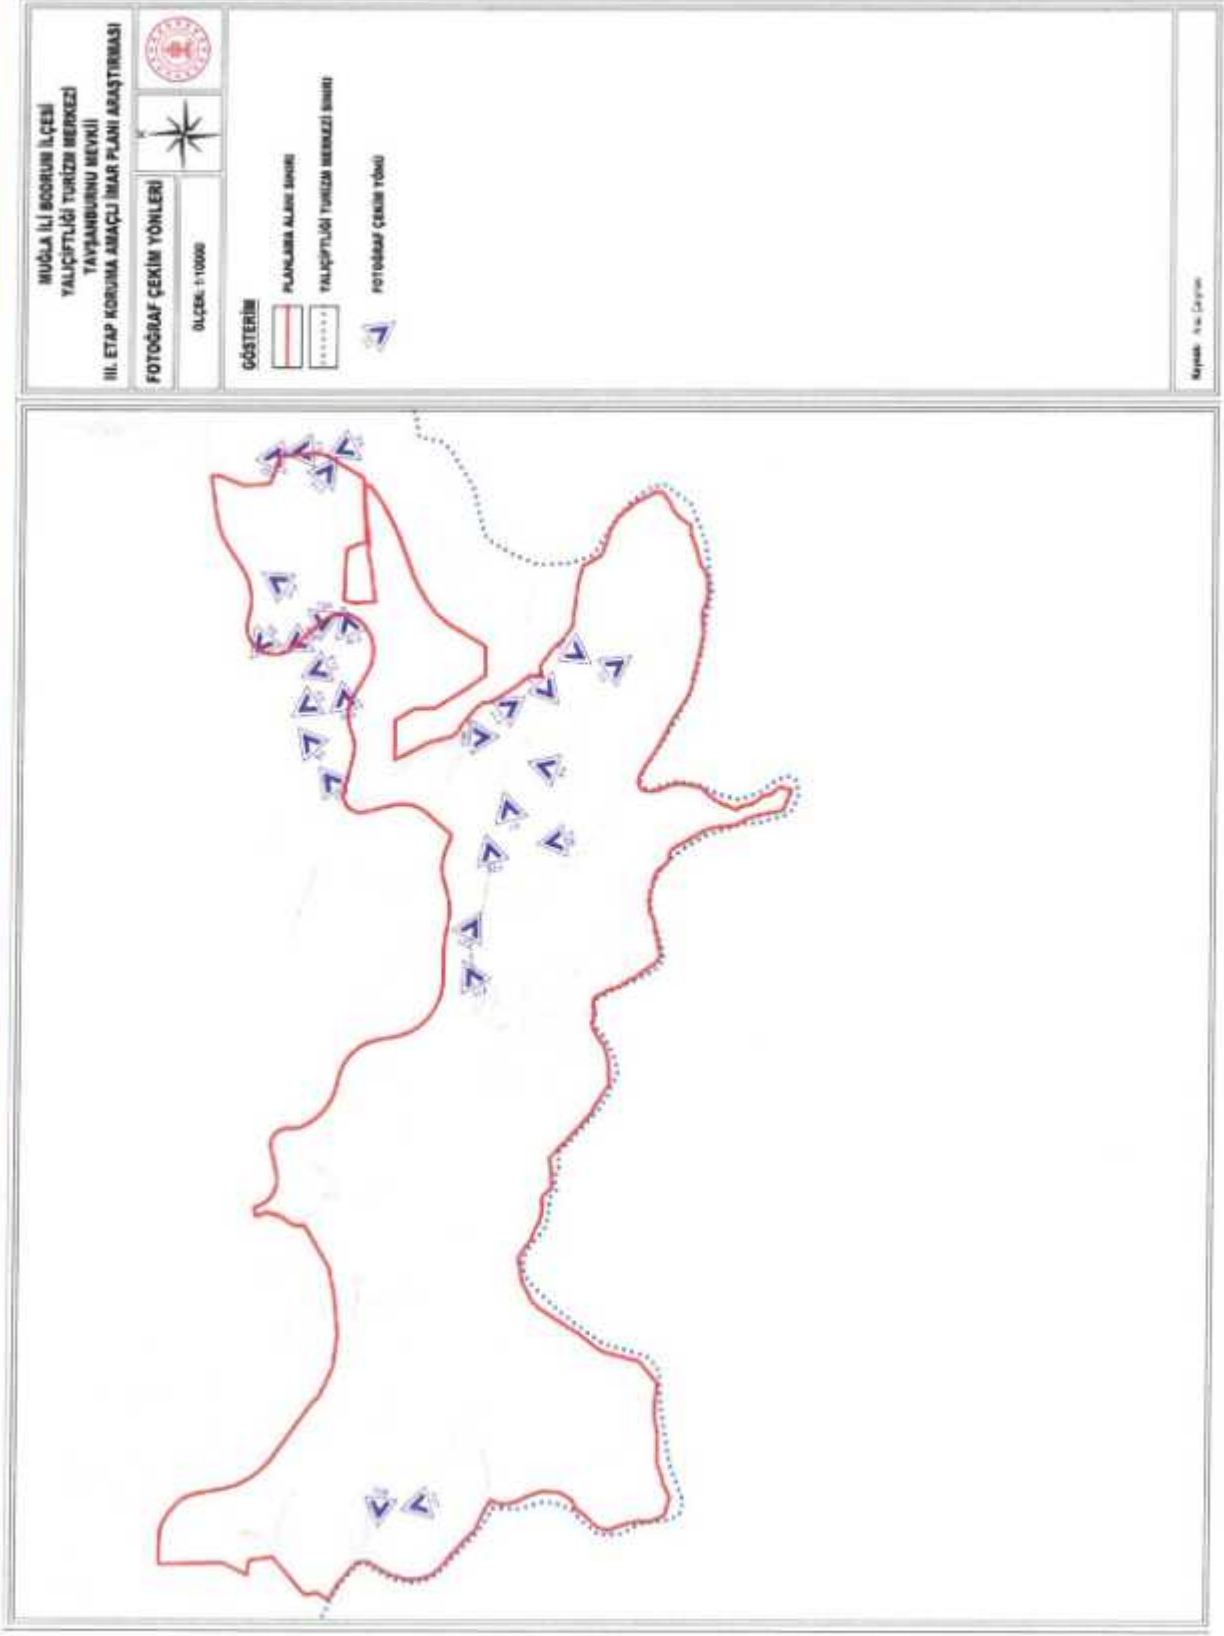 MUĞLA İLİ BODRUM İLÇESİ
YALIÇİFTLİĞİ TURİZM MERKEZİ
TAVŞANBURNU MEVKİİ
III. ETAP KORUMA AMAÇLI İMAR PLANI ARAŞTIRMASI
FOTOĞRAF ÇEKİM YÖNLERİ
ÖLÇEK: 1/10000
GÖSTERİM
PLANLAMA ALANI SINIRI
YALIÇİFTLİĞİ TURİZM MERKEZİ SINIRI
FOTOĞRAF ÇEKİM YÖNÜ
Kaynak: